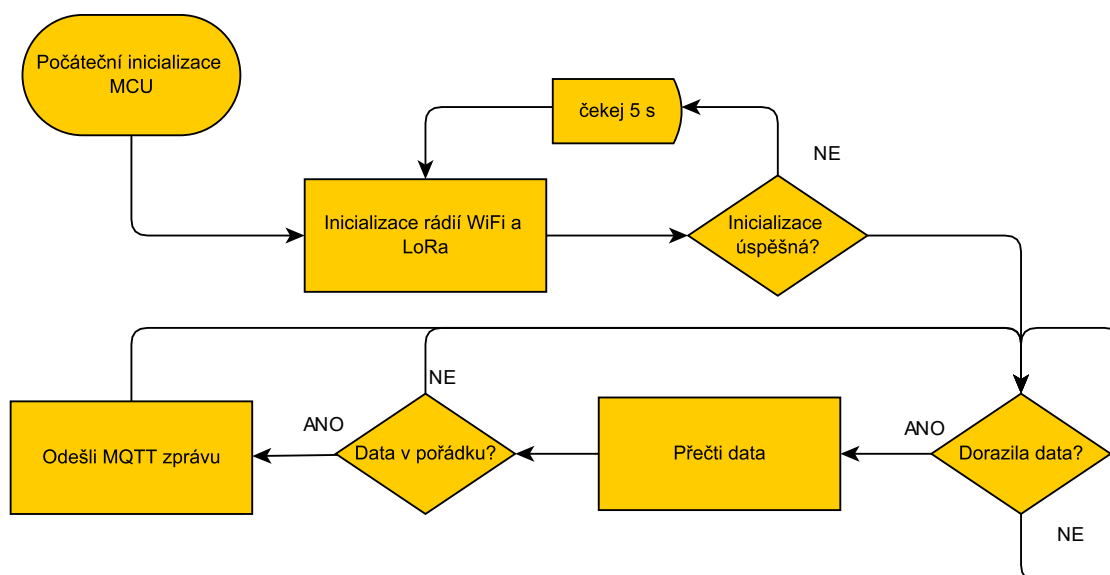 Počáteční inicializace
MCU
čekej 5 s
NE
Inicializace rádií WiFi a
LoRa
Inicializace
úspěšná?
NE
ANO
ANO
Odešli MQTT zprávu
Data v pořádku?
Přečti data
Dorazila data?
NE